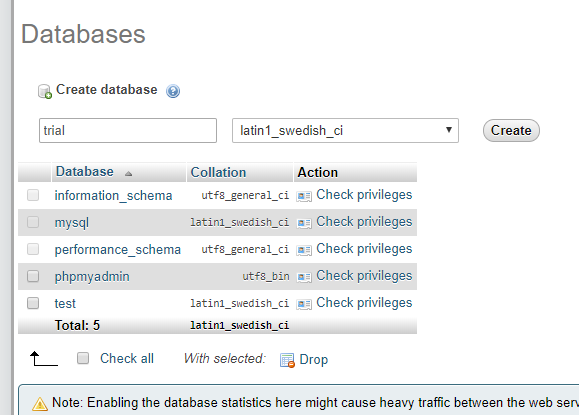 Databases
Create database
trial latin1_swedish_ci Create
Database Collation Action
information_schema utf8_general_ci Check privileges
mysql latin1_swedish_ci Check privileges
performance_schema utf8_general_ci Check privileges
phpmyadmin utf8_bin Check privileges
test latin1_swedish_ci Check privileges
Total: 5 latin1_swedish_ci
Check all With selected: Drop
Note: Enabling the database statistics here might cause heavy traffic between the web serv